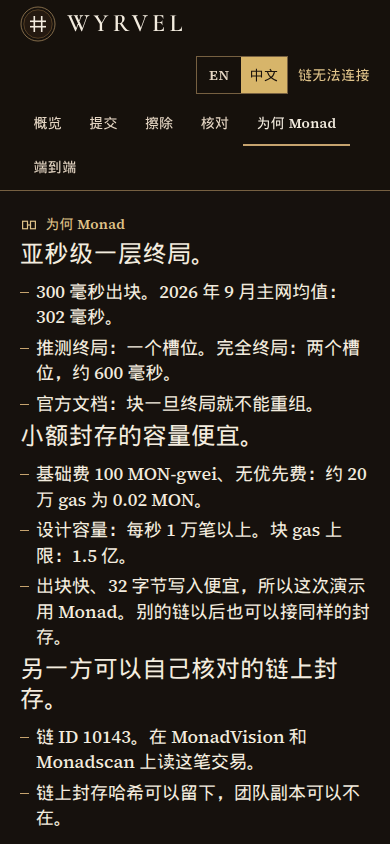 WYRVEL
EN 中文 链无法连接
概览 提交 擦除 核对 为何 Monad
端到端
为何 Monad
亚秒级一层终局。
– 300 毫秒出块。2026 年 9 月主网均值：
302 毫秒。
– 推测终局：一个槽位。完全终局：两个槽
位，约 600 毫秒。
– 官方文档：块一旦终局就不能重组。
小额封存的容量便宜。
– 基础费 100 MON-gwei、无优先费：约 20
万 gas 为 0.02 MON。
– 设计容量：每秒 1 万笔以上。块 gas 上
限：1.5 亿。
– 出块快、32 字节写入便宜，所以这次演示
用 Monad。别的链以后也可以接同样的封
存。
另一方可以自己核对的链上封
存。
– 链 ID 10143。在 MonadVision 和
Monadscan 上读这笔交易。
– 链上封存哈希可以留下，团队副本可以不
在。